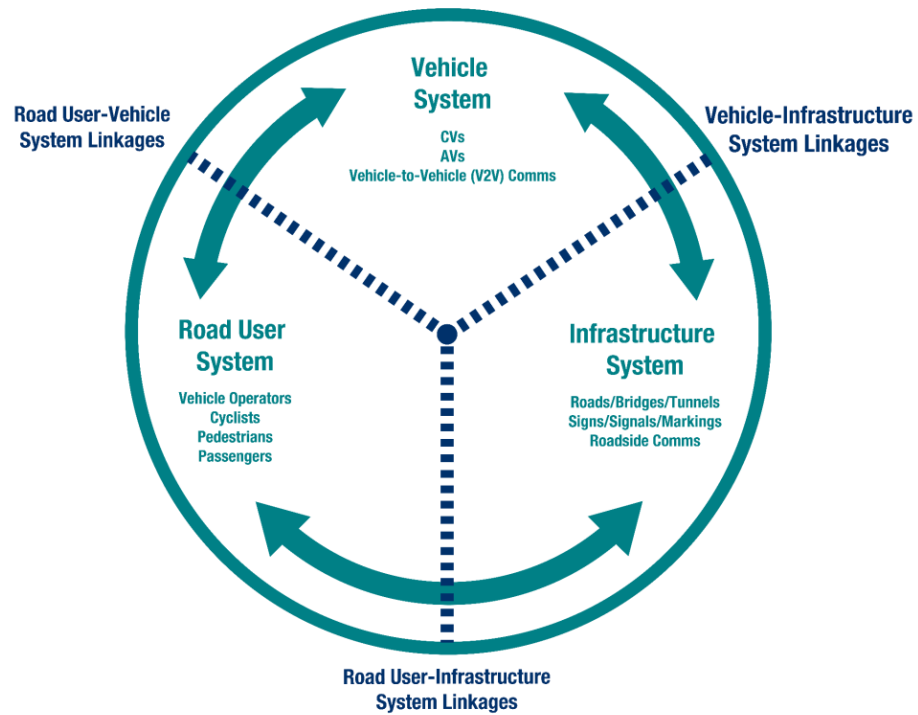 Vehicle
System
CVs
AVs
Vehicle-to-Vehicle (V2V) Comms
Road User-Vehicle
System Linkages
Vehicle-Infrastructure
System Linkages
Road User
System
Vehicle Operators
Cyclists
Pedestrians
Passengers
Infrastructure
System
Roads/Bridges/Tunnels
Signs/Signals/Markings
Roadside Comms
Road User-Infrastructure
System Linkages